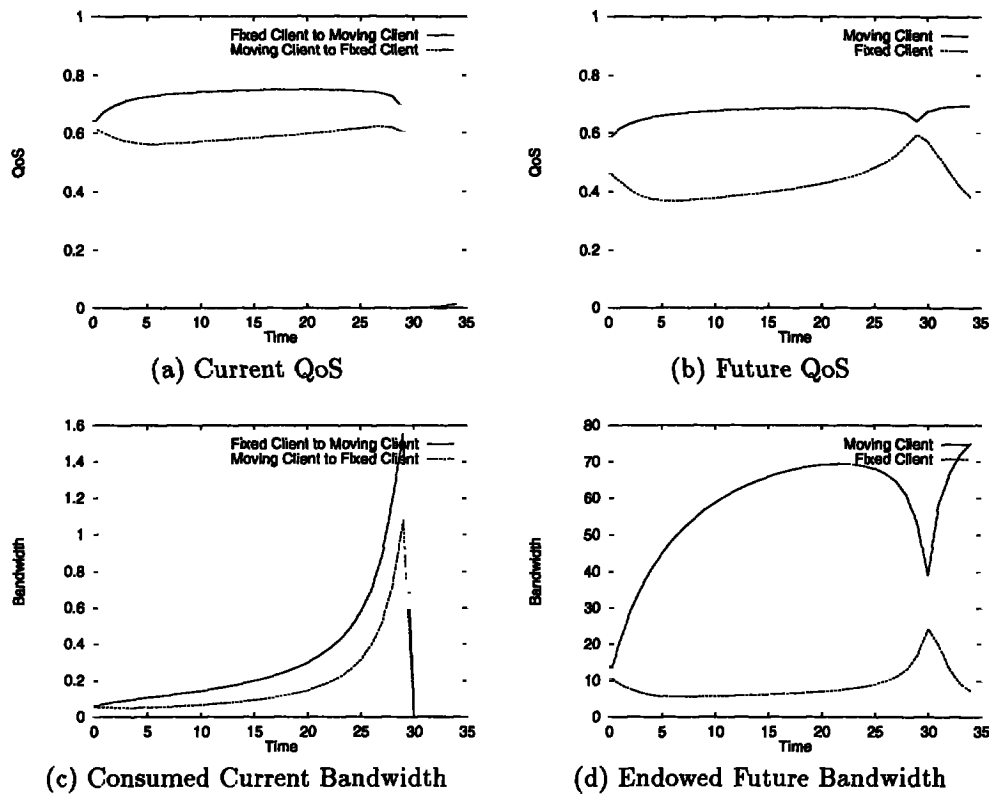 1
Fixed Client to Moving Client
Moving Client to Fixed Client
0.8
0.6
QoS
0.4
0.2
0
0 5 10 15 20 25 30 35
Time
(a) Current QoS
1
Moving Client
Fixed Client
0.8
0.6
QoS
0.4
0.2
0
0 5 10 15 20 25 30 35
Time
(b) Future QoS
1.6
Fixed Client to Moving Client
Moving Client to Fixed Client
1.4
1.2
1
Bandwidth
0.8
0.6
0.4
0.2
0
0 5 10 15 20 25 30 35
Time
(c) Consumed Current Bandwidth
80
Moving Client
Fixed Client
70
60
50
Bandwidth
40
30
20
10
0
0 5 10 15 20 25 30 35
Time
(d) Endowed Future Bandwidth